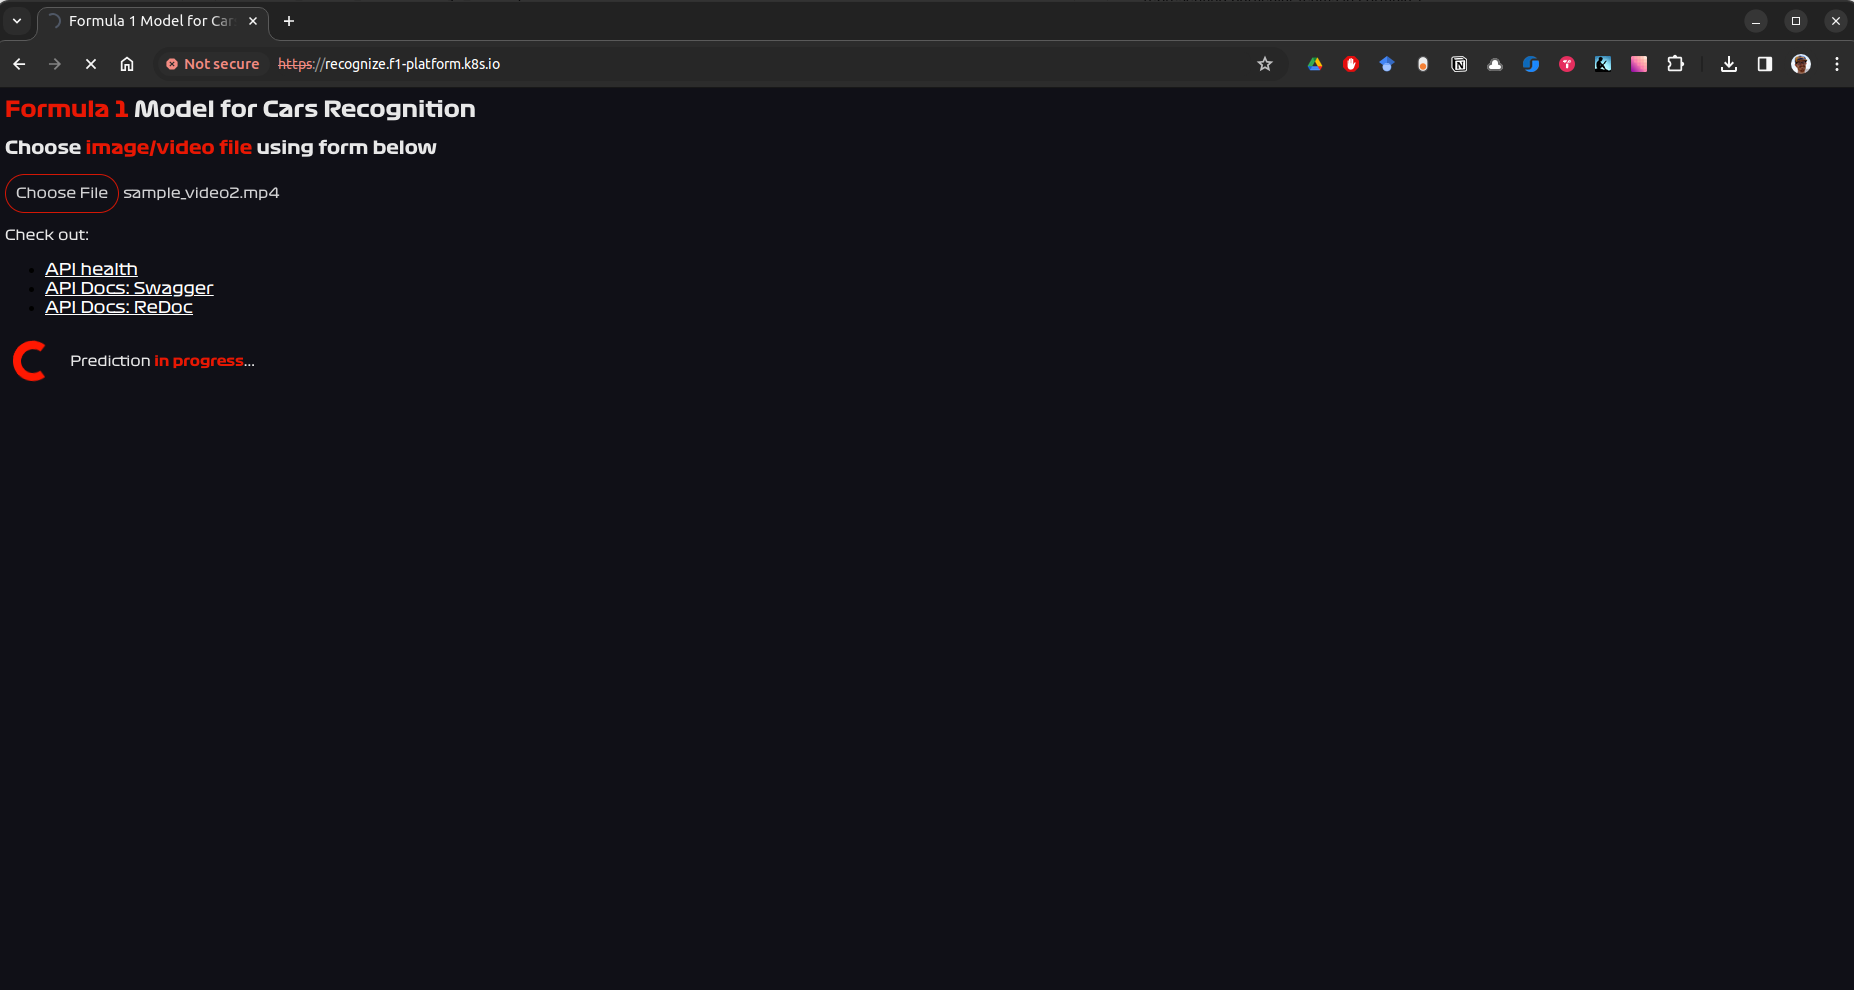 Formula 1 Model for Car
Not secure https://recognize.f1-platform.k8s.io
Formula 1 Model for Cars Recognition
Choose image/video file using form below
Choose File sample_video2.mp4
Check out:
API health
API Docs: Swagger
API Docs: ReDoc
Prediction in progress...